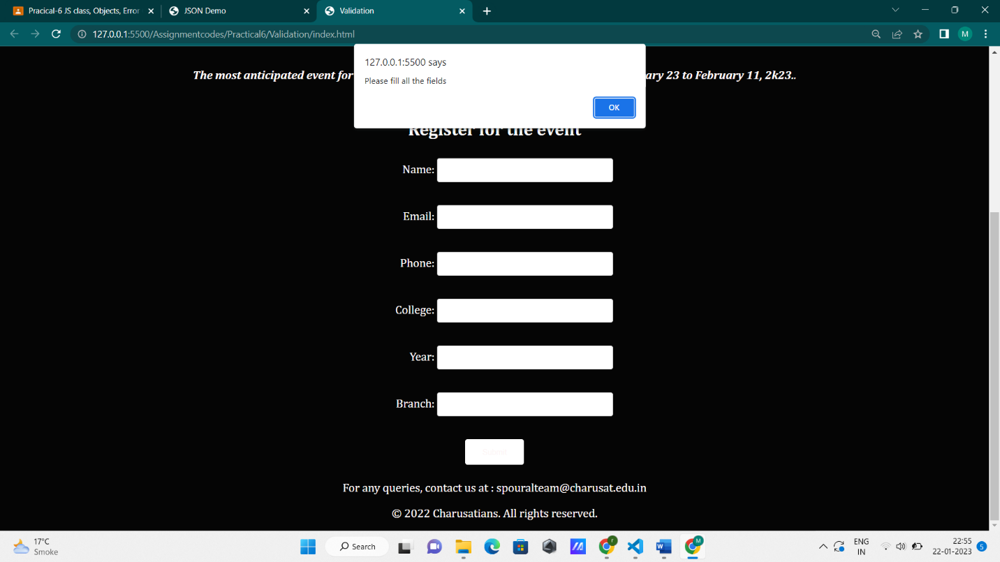 Pracical-6 JS class, Objects, Error
JSON Demo
Validation
127.0.0.1:5500/Assignmentcodes/Practical6/Validation/index.html
M
127.0.0.1:5500 says
Please fill all the fields
OK
The most anticipated event for ary 23 to February 11, 2k23..
Register for the event
Name:
Email:
Phone:
College:
Year:
Branch:
For any queries, contact us at : spouralteam@charusat.edu.in
© 2022 Charusatians. All rights reserved.
17°C
Smoke
Search
ENG
IN
22:55
22-01-2023
5